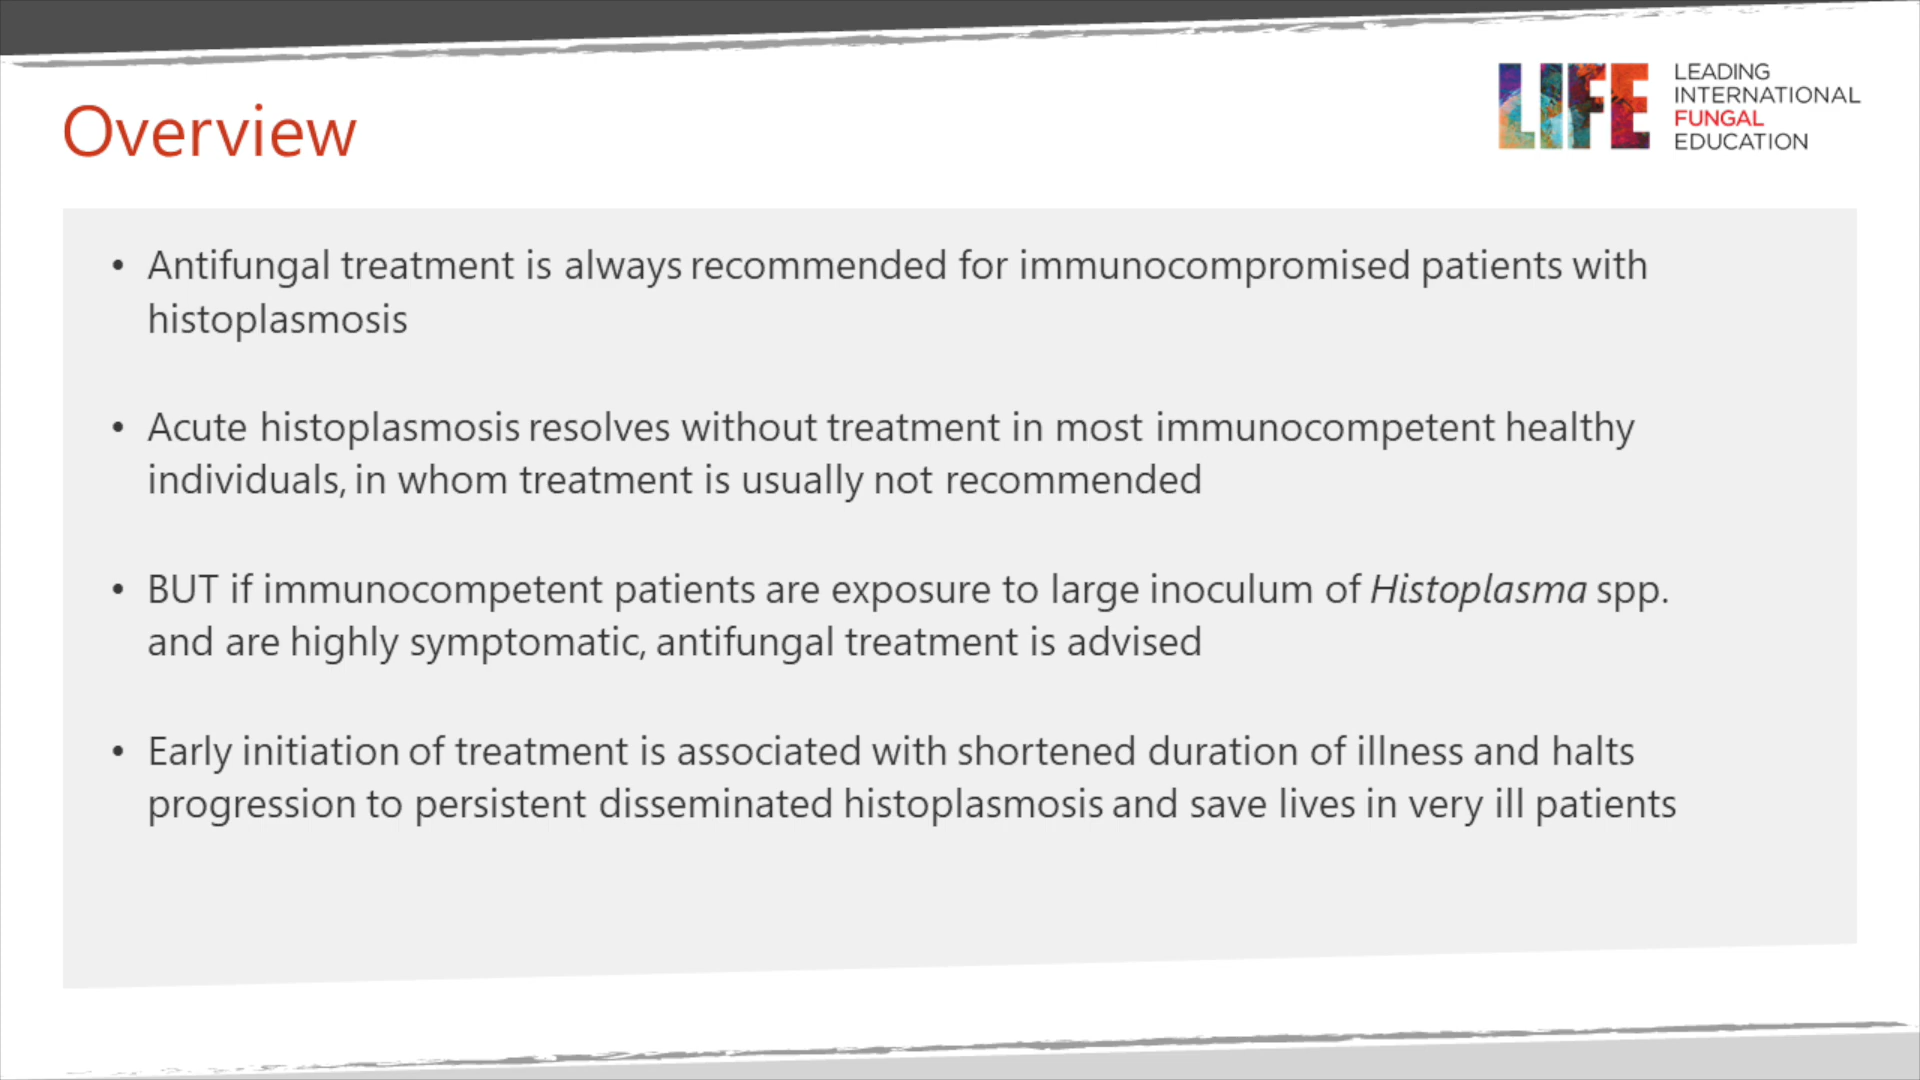 Overview
LIFE
LEADING
INTERNATIONAL
FUNGAL
EDUCATION
• Antifungal treatment is always recommended for immunocompromised patients with
histoplasmosis
• Acute histoplasmosis resolves without treatment in most immunocompetent healthy
individuals, in whom treatment is usually not recommended
• BUT if immunocompetent patients are exposure to large inoculum of Histoplasma spp.
and are highly symptomatic, antifungal treatment is advised
• Early initiation of treatment is associated with shortened duration of illness and halts
progression to persistent disseminated histoplasmosis and save lives in very ill patients